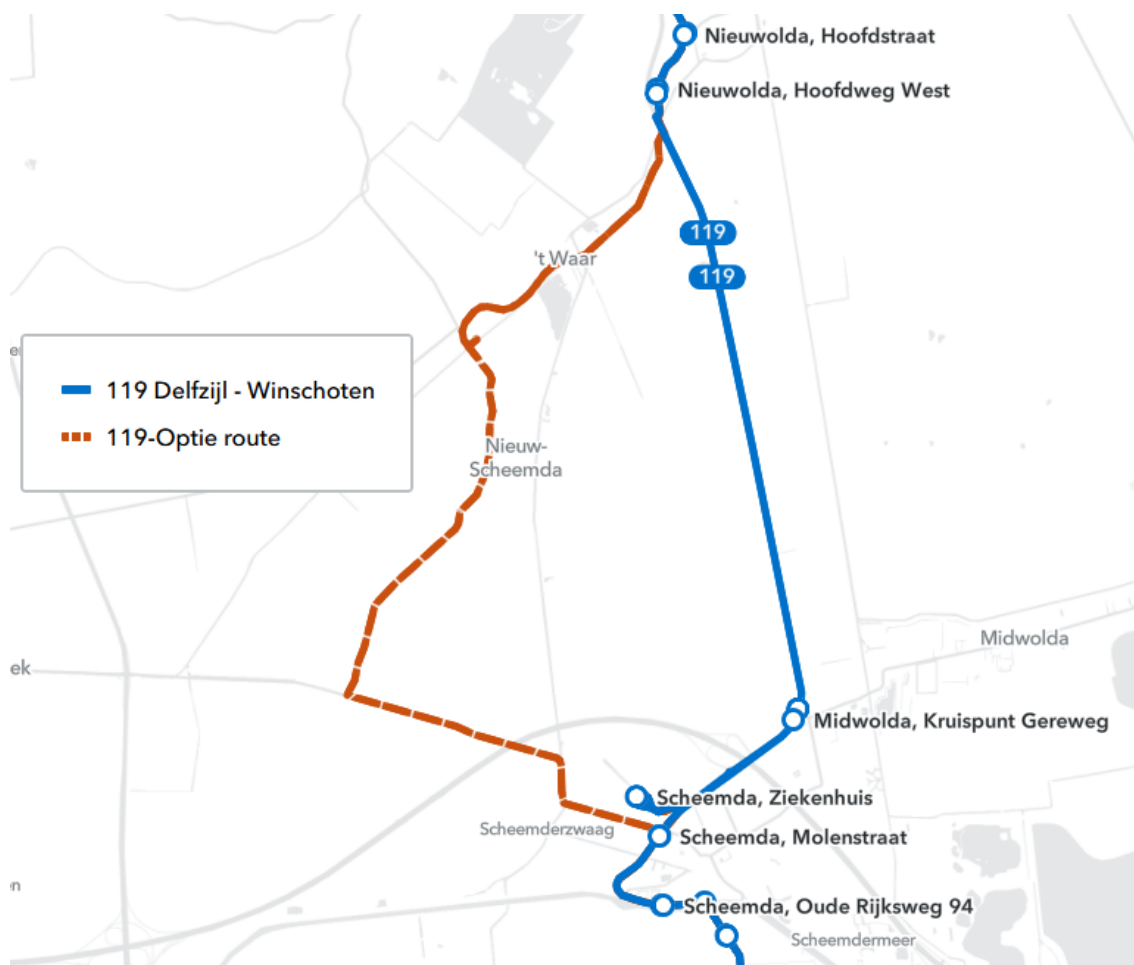 Nieuwolda, Hoofdstraat
Nieuwolda, Hoofdweg West
119
't Waar
119
119 Delfzijl - Winschoten
119-Optie route
Nieuw-
Scheemda
Midwolda
ek
Midwolda, Kruispunt Gereweg
Scheemda, Ziekenhuis
Scheemderzwaag
Scheemda, Molenstraat
Scheemda, Oude Rijksweg 94
Scheemdermeer